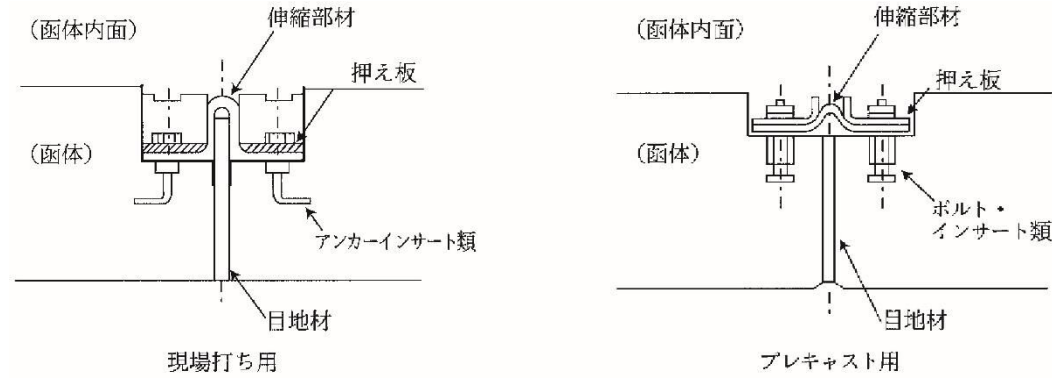 （函体内面）
伸縮部材
押え板
（函体）
アンカーインサート類
目地材
現場打ち用
（函体内面）
伸縮部材
押え板
（函体）
ボルト・
インサート類
目地材
プレキャスト用